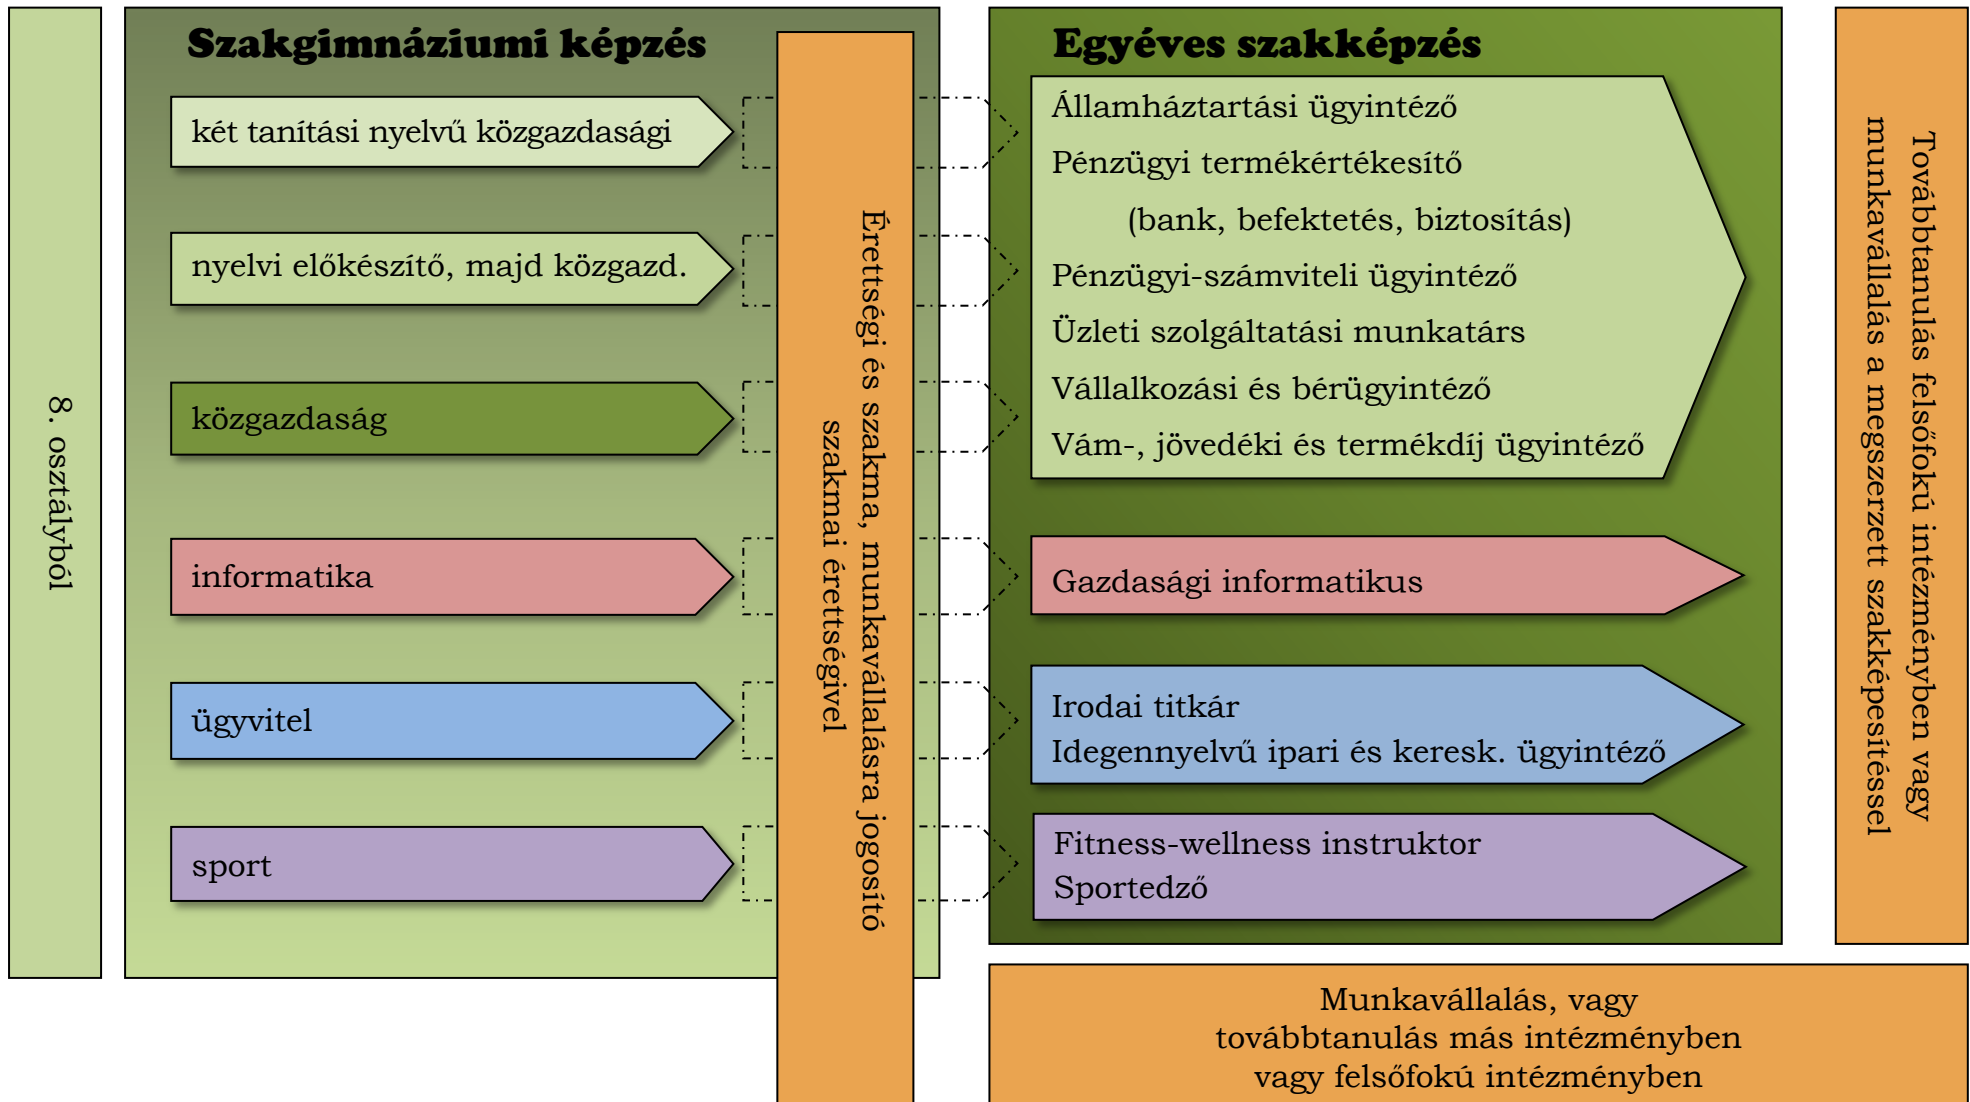 8. osztályból
Szakgimnáziumi képzés
két tanítási nyelvű közgazdasági
nyelvi előkészítő, majd közgazd.
közgazdaság
informatika
ügyvitel
sport
Érettségi és szakma, munkavállalásra jogosító
szakmai érettségivel
Egyéves szakképzés
Államháztartási ügyintéző
Pénzügyi termékértékesítő
(bank, befektetés, biztosítás)
Pénzügyi-számviteli ügyintéző
Üzleti szolgáltatási munkatárs
Vállalkozási és bérügyintéző
Vám-, jövedéki és termékdíj ügyintéző
Gazdasági informatikus
Irodai titkár
Idegennyelvű ipari és keresk. ügyintéző
Fitness-wellness instruktor
Sportedző
Továbbtanulás felsőfokú intézményben vagy
munkavállalás a megszerzett szakképesítéssel
Munkavállalás, vagy
továbbtanulás más intézményben
vagy felsőfokú intézményben